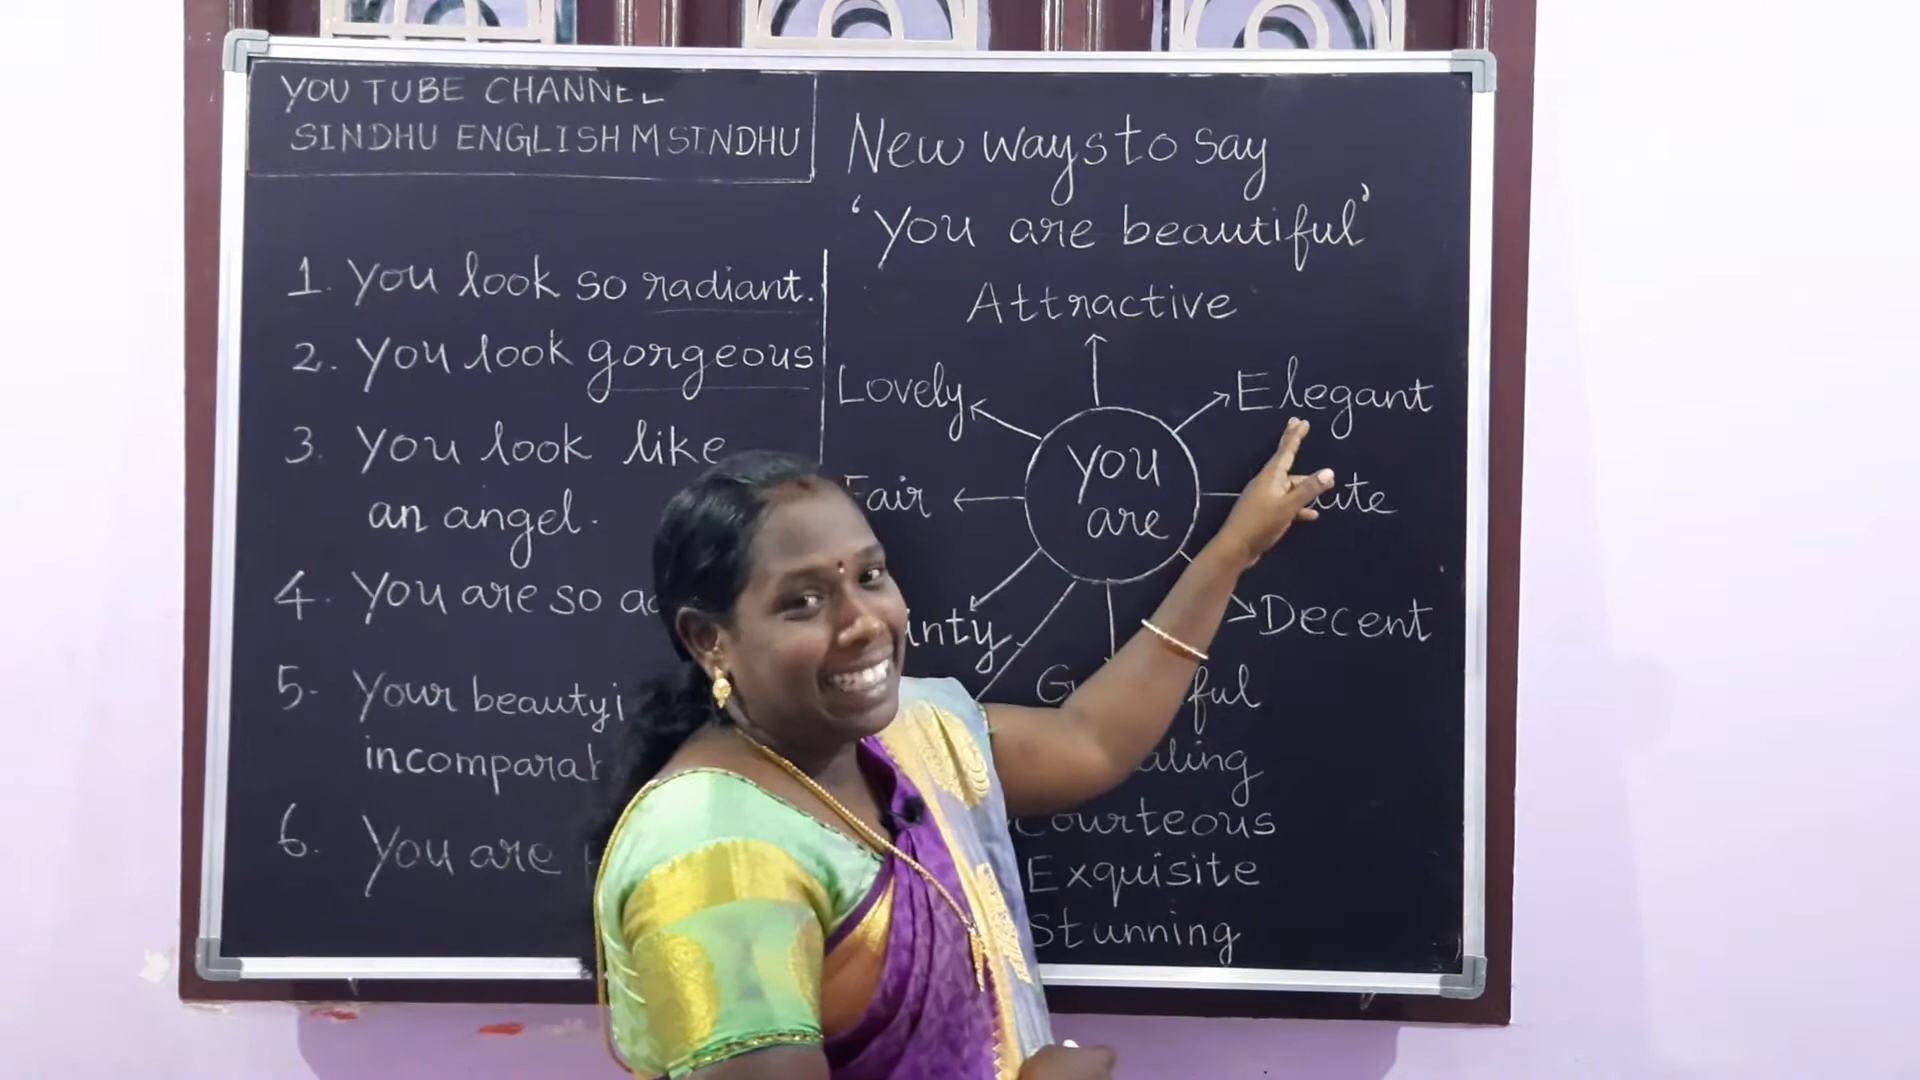 YOU TUBE CHANNEL
SINDHU ENGLISH M SINDHU
1. You look so radiant.
2. You look gorgeous
3. You look like
an angel.
4. You are so
5. Your beauty
6. You are
New ways to say
'You are beautiful'
Attractive
Lovely
Elegant
You
are
Fair
Decent
Courteous
Exquisite
Stunning